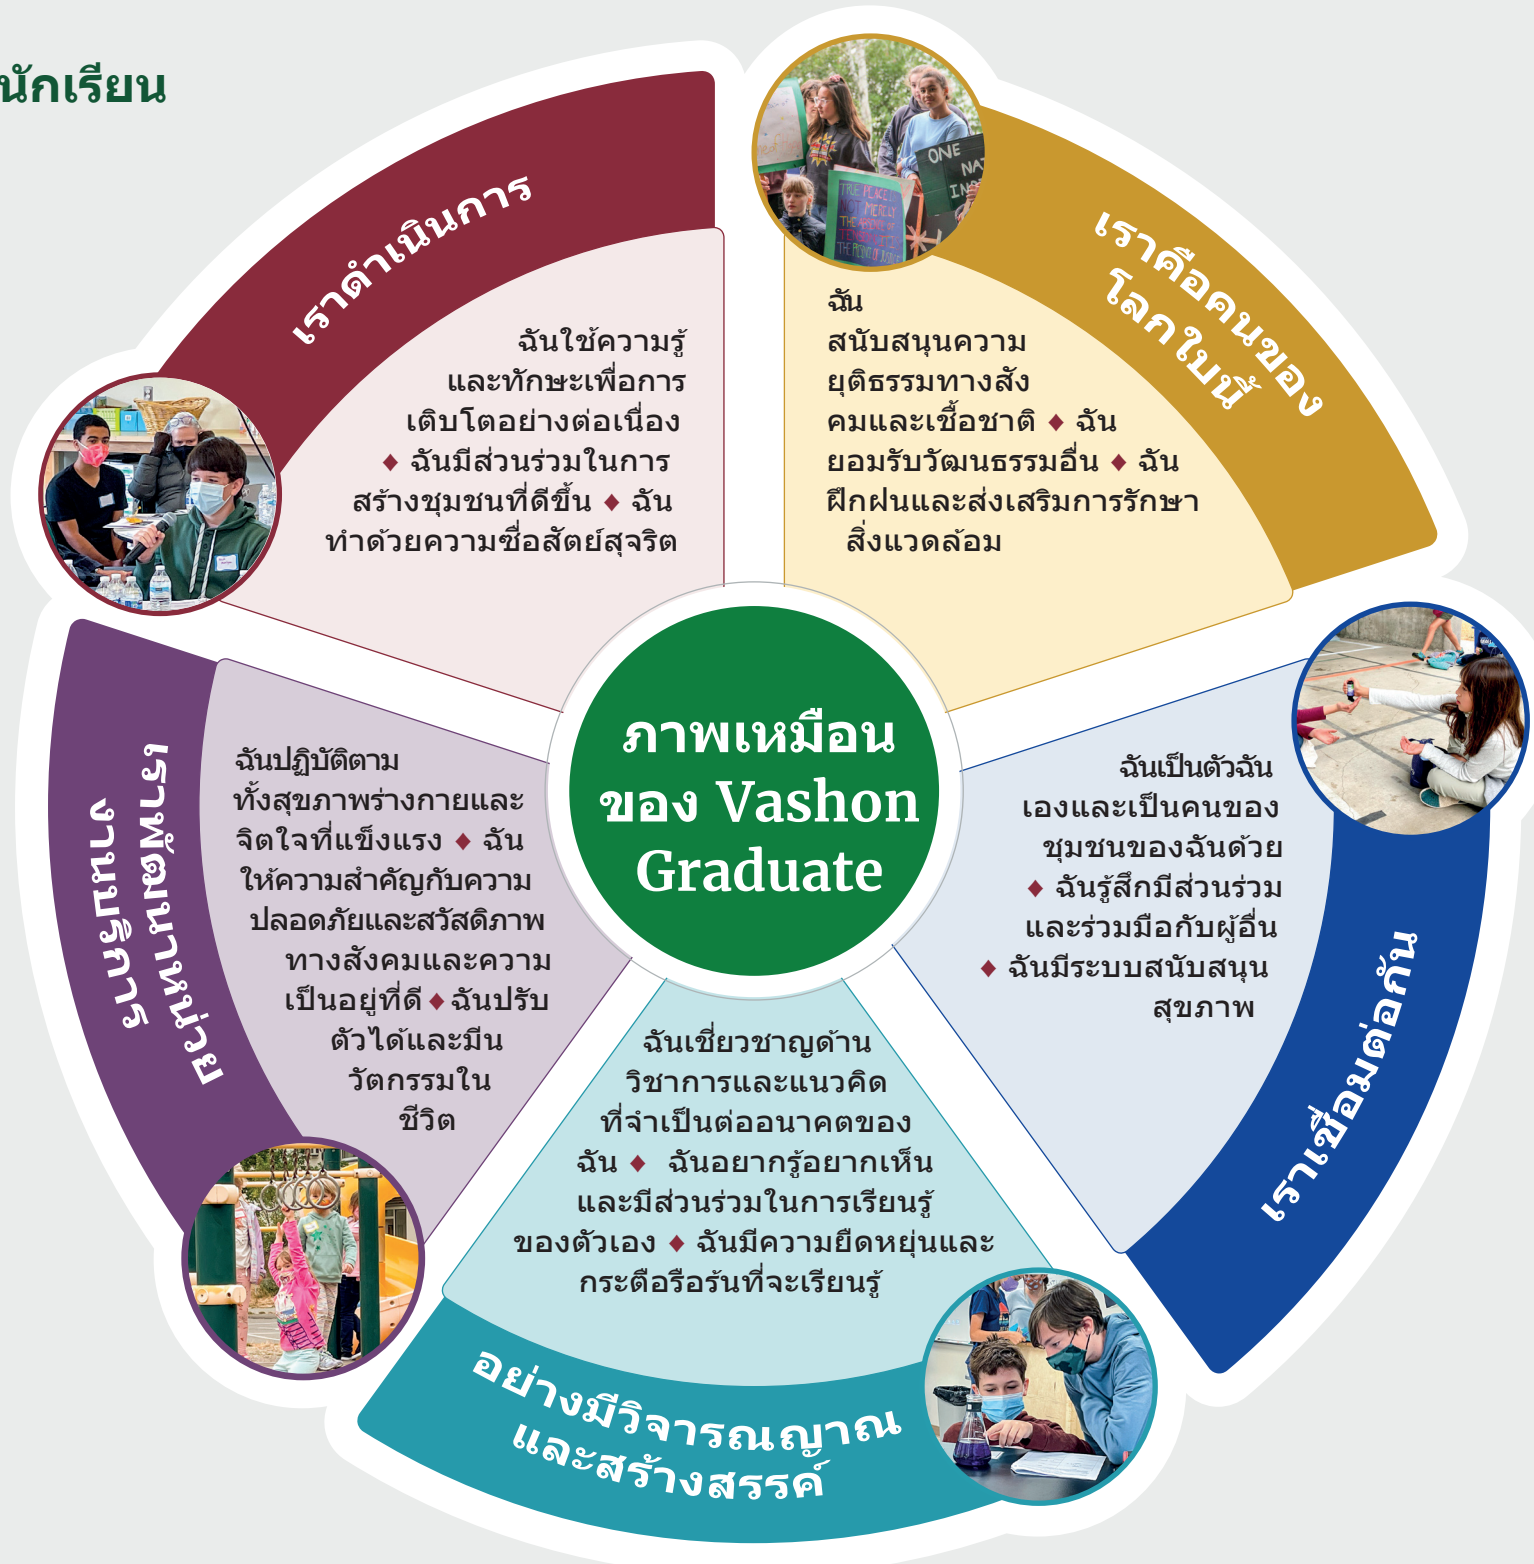 นักเรียน
เราดำเนินการ
ฉันใช้ความรู้
และทักษะเพื่อการ
เติบโตอย่างต่อเนื่อง
♦ ฉันมีส่วนร่วมในการ
สร้างชุมชนที่ดีขึ้น ♦ ฉัน
ทำด้วยความซื่อสัตย์สุจริต
เราคือคนของ
โลกใบนี้
ฉัน
สนับสนุนความ
ยุติธรรมทางสัง
คมและเชื้อชาติ ♦ ฉัน
ยอมรับวัฒนธรรมอื่น ♦ ฉัน
ฝึกฝนและส่งเสริมการรักษา
สิ่งแวดล้อม
ONE
NA
IN
TRUE PEACE IS
NOT MERELY
THE ABSENCE OF
TENSION
OF JUSTICE
ภาพเหมือน
ของ Vashon
Graduate
เราเชื่อมต่อกัน
ฉันเป็นตัวฉัน
เองและเป็นคนของ
ชุมชนของฉันด้วย
♦ ฉันรู้สึกมีส่วนร่วม
และร่วมมือกับผู้อื่น
♦ ฉันมีระบบสนับสนุน
สุขภาพ
อย่างมีวิจารณญาณ
และสร้างสรรค์
ฉันเชี่ยวชาญด้าน
วิชาการและแนวคิด
ที่จำเป็นต่ออนาคตของ
ฉัน ♦ ฉันอยากรู้อยากเห็น
และมีส่วนร่วมในการเรียนรู้
ของตัวเอง ♦ ฉันมีความยืดหยุ่นและ
กระตือรือร้นที่จะเรียนรู้
เราพัฒนาหน่วย
งานบริการ
ฉันปฏิบัติตาม
ทั้งสุขภาพร่างกายและ
จิตใจที่แข็งแรง ♦ ฉัน
ให้ความสำคัญกับความ
ปลอดภัยและสวัสดิภาพ
ทางสังคมและความ
เป็นอยู่ที่ดี ♦ ฉันปรับ
ตัวได้และมีน
วัตกรรมใน
ชีวิต